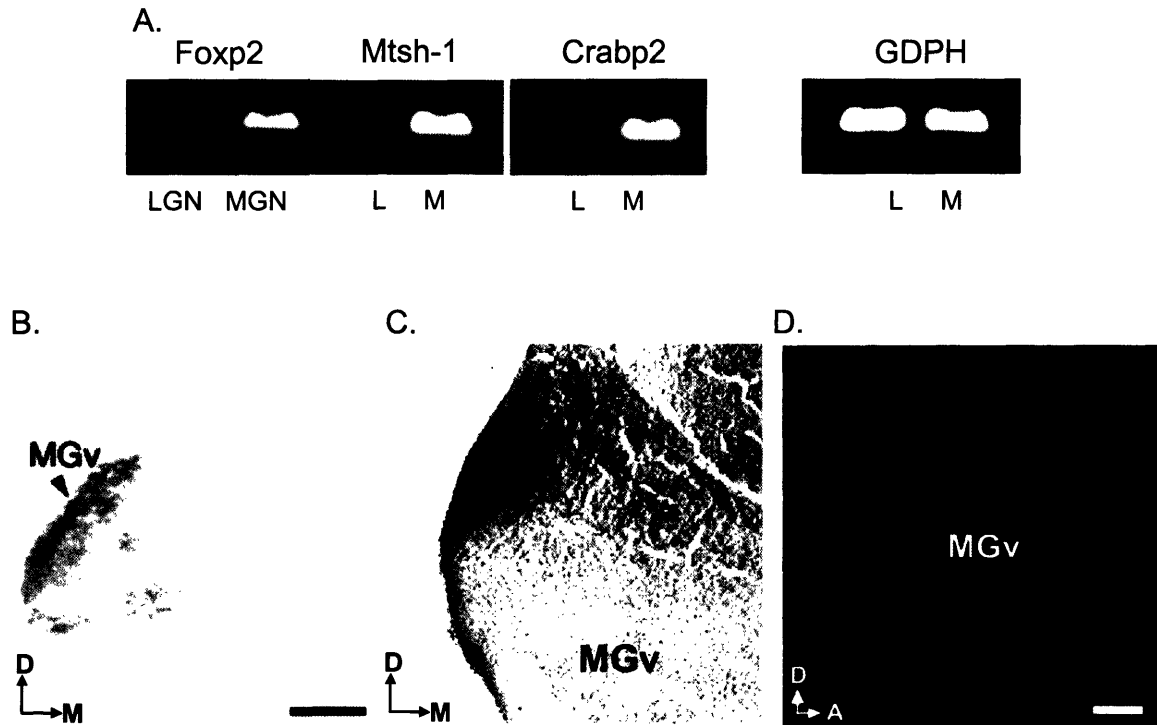 A.
Foxp2 Mtsh-1 Crabp2 GDPH
LGN MGN L M L M L M
B. C. D.
MGv
MGv
MGv
D
M
D
M
D
A